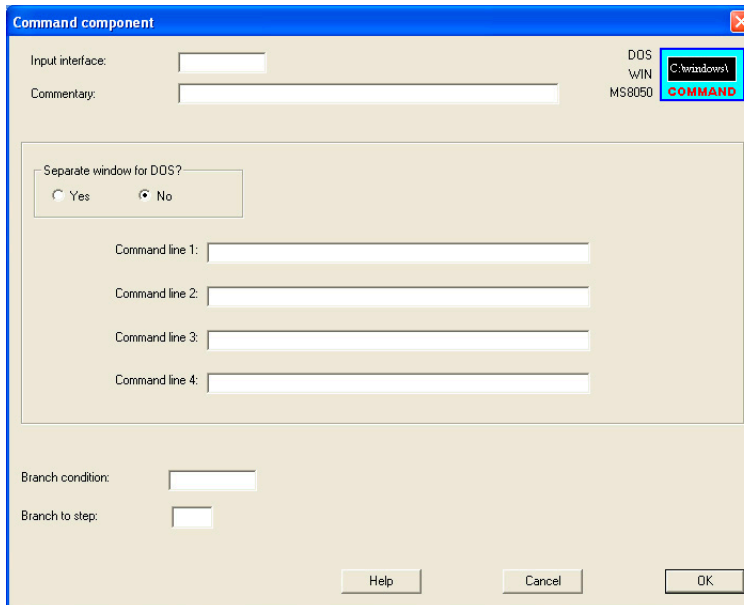 Command component
Input interface:
Commentary:
DOS
WIN
MS8050
C:\windows\
COMMAND
Separate window for DOS?
Yes
No
Command line 1:
Command line 2:
Command line 3:
Command line 4:
Branch condition:
Branch to step:
Help
Cancel
OK